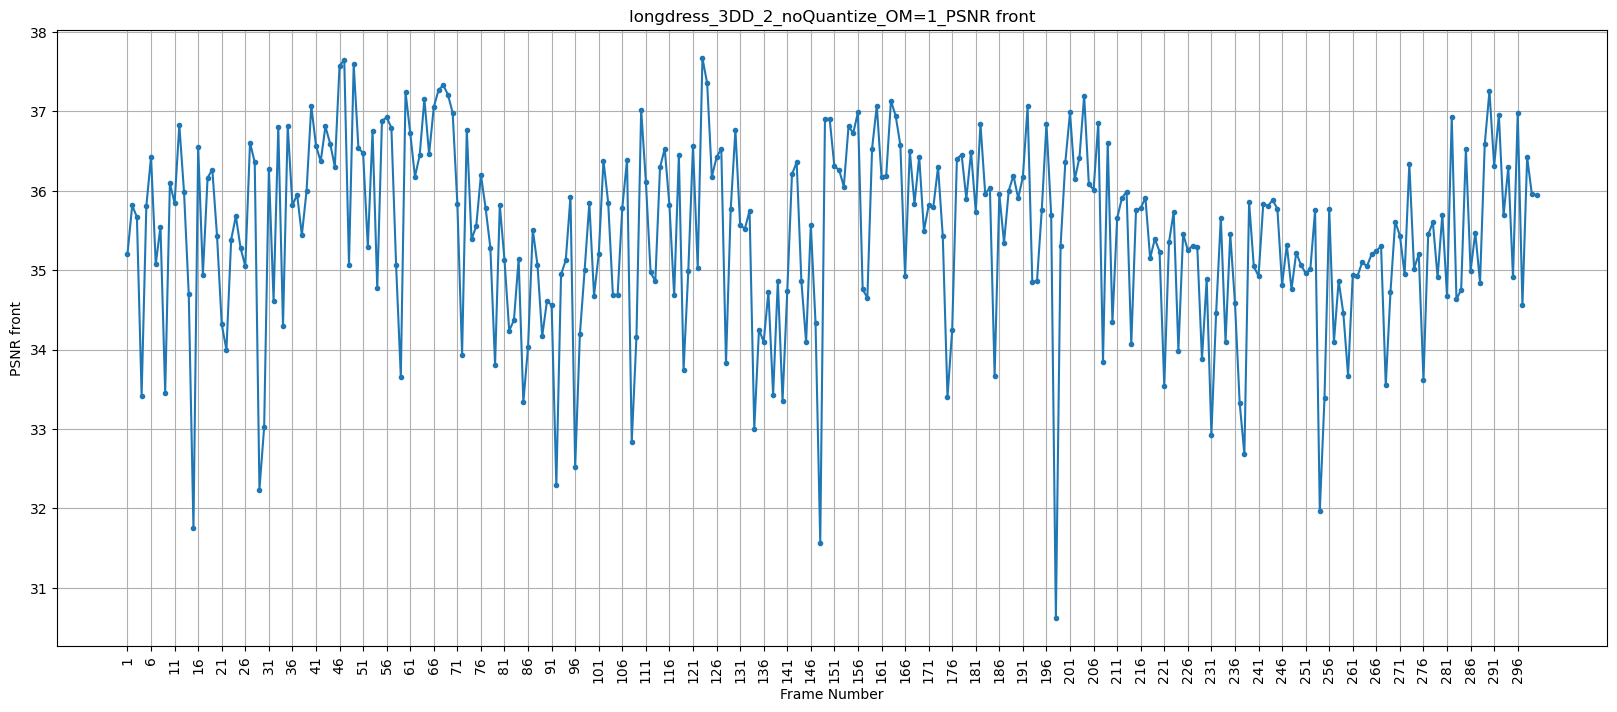 longdress_3DD_2_noQuantize_OM=1_PSNR front
38
37
36
35
34
33
32
31
PSNR front
1 6 11 16 21 26 31 36 41 46 51 56 61 66 71 76 81 86 91 96 101 106 111 116 121 126 131 136 141 146 151 156 161 166 171 176 181 186 191 196 201 206 211 216 221 226 231 236 241 246 251 256 261 266 271 276 281 286 291 296
Frame Number